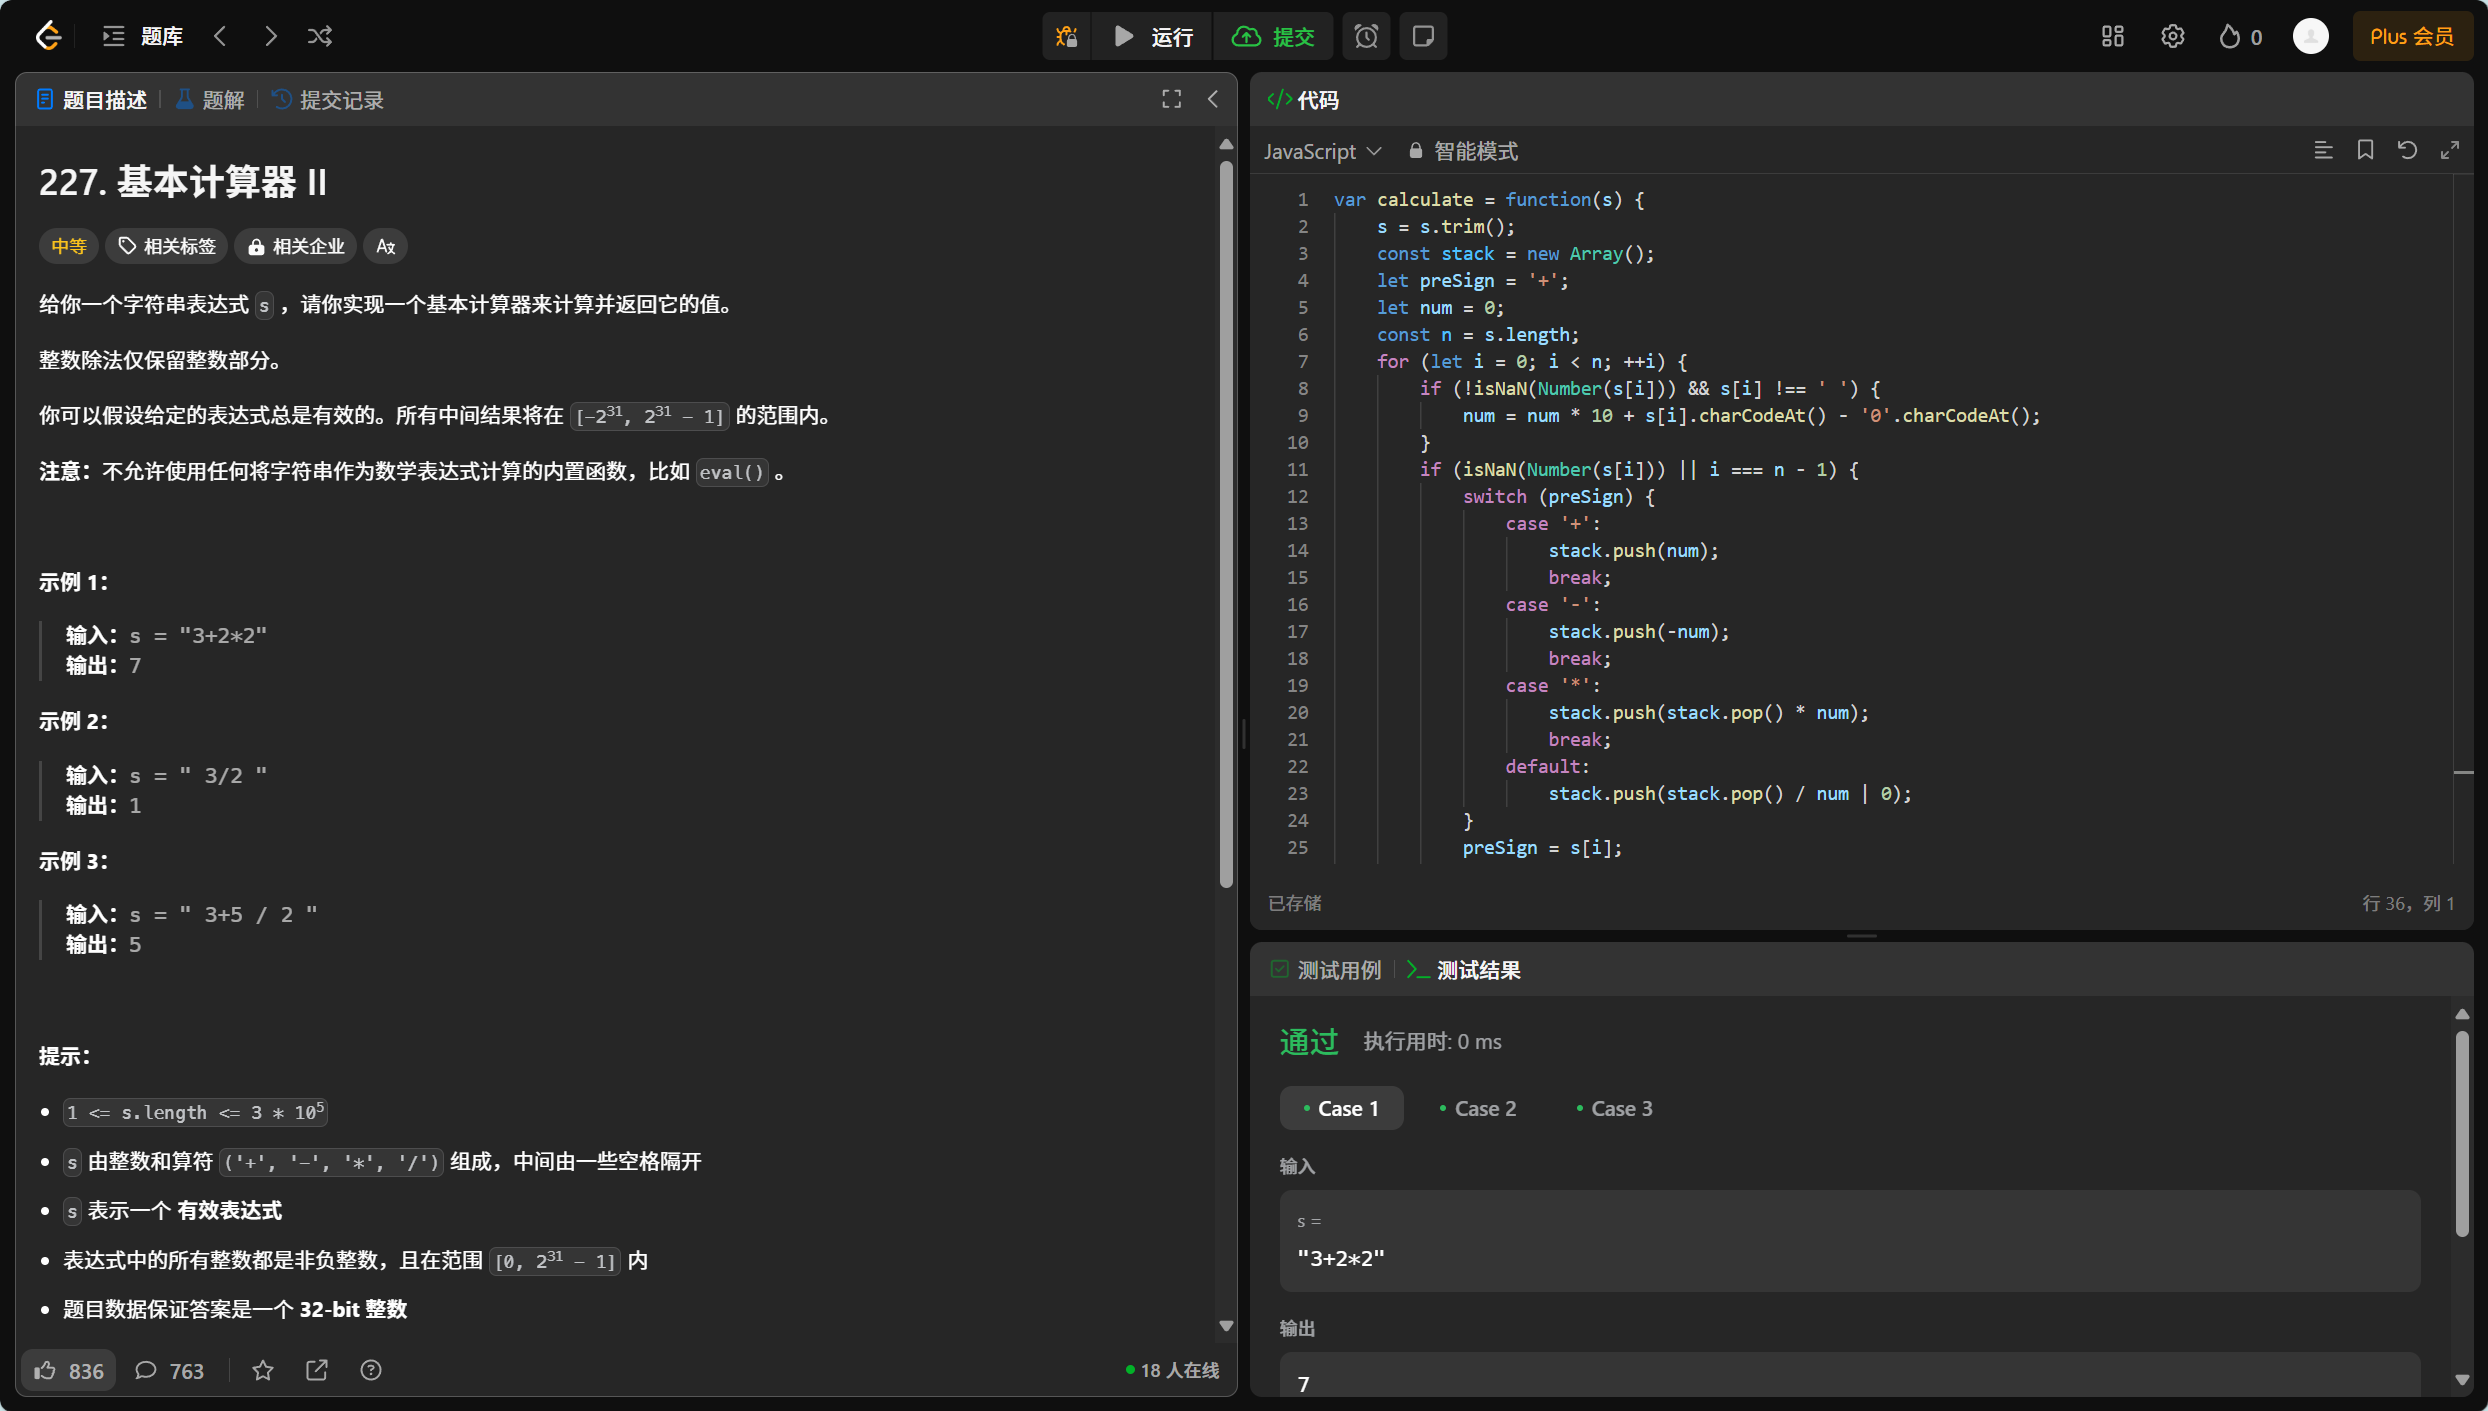 题库
运行
提交
0
Plus 会员
题目描述
题解
提交记录
227. 基本计算器 II
中等
相关标签
相关企业
给你一个字符串表达式 s ，请你实现一个基本计算器来计算并返回它的值。
整数除法仅保留整数部分。
你可以假设给定的表达式总是有效的。所有中间结果将在 [-2³¹, 2³¹ - 1] 的范围内。
注意：不允许使用任何将字符串作为数学表达式计算的内置函数，比如 eval() 。
示例 1：
输入：s = "3+2*2"
输出：7
示例 2：
输入：s = " 3/2 "
输出：1
示例 3：
输入：s = " 3+5 / 2 "
输出：5
提示：
1 <= s.length <= 3 * 10⁵
s 由整数和算符 ('+', '-', '*', '/') 组成，中间由一些空格隔开
s 表示一个 有效表达式
表达式中的所有整数都是非负整数，且在范围 [0, 2³¹ - 1] 内
题目数据保证答案是一个 32-bit 整数
836
763
18 人在线
</> 代码
JavaScript
智能模式
1 var calculate = function(s) {
2 s = s.trim();
3 const stack = new Array();
4 let preSign = '+';
5 let num = 0;
6 const n = s.length;
7 for (let i = 0; i < n; ++i) {
8 if (!isNaN(Number(s[i])) && s[i] !== ' ') {
9 num = num * 10 + s[i].charCodeAt() - '0'.charCodeAt();
10 }
11 if (isNaN(Number(s[i])) || i === n - 1) {
12 switch (preSign) {
13 case '+':
14 stack.push(num);
15 break;
16 case '-':
17 stack.push(-num);
18 break;
19 case '*':
20 stack.push(stack.pop() * num);
21 break;
22 default:
23 stack.push(stack.pop() / num | 0);
24 }
25 preSign = s[i];
已存储
行 36，列 1
测试用例
测试结果
通过
执行用时: 0 ms
Case 1
Case 2
Case 3
输入
s =
"3+2*2"
输出
7